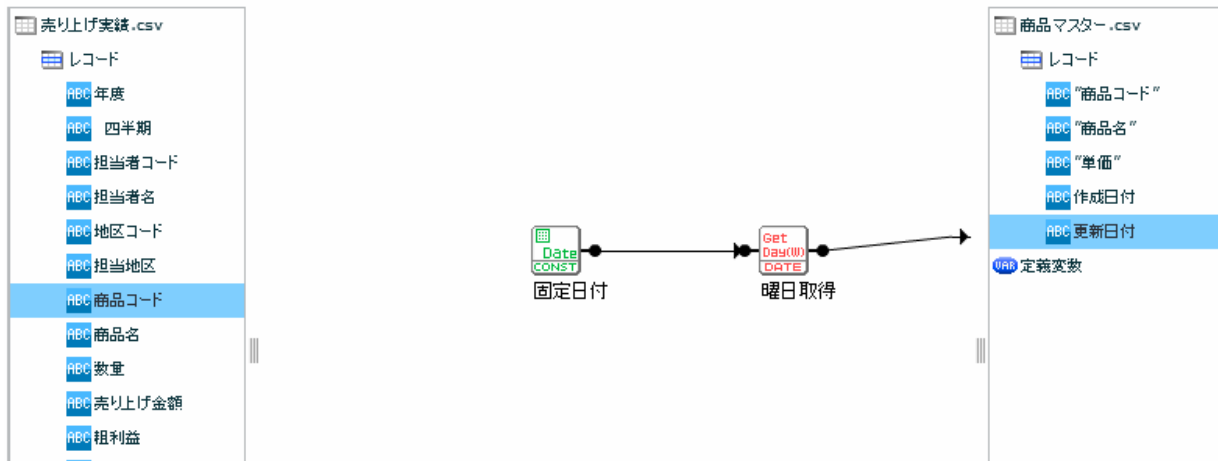 売り上げ実績.csv
レコード
ABC 年度
ABC 四半期
ABC 担当者コード
ABC 担当者名
ABC 地区コード
ABC 担当地区
ABC 商品コード
ABC 商品名
ABC 数量
ABC 売り上げ金額
ABC 粗利益
Date
CONST
固定日付
Get
Day(W)
DATE
曜日取得
商品マスター.csv
レコード
ABC "商品コード"
ABC "商品名"
ABC "単価"
ABC 作成日付
ABC 更新日付
VAR 定義変数